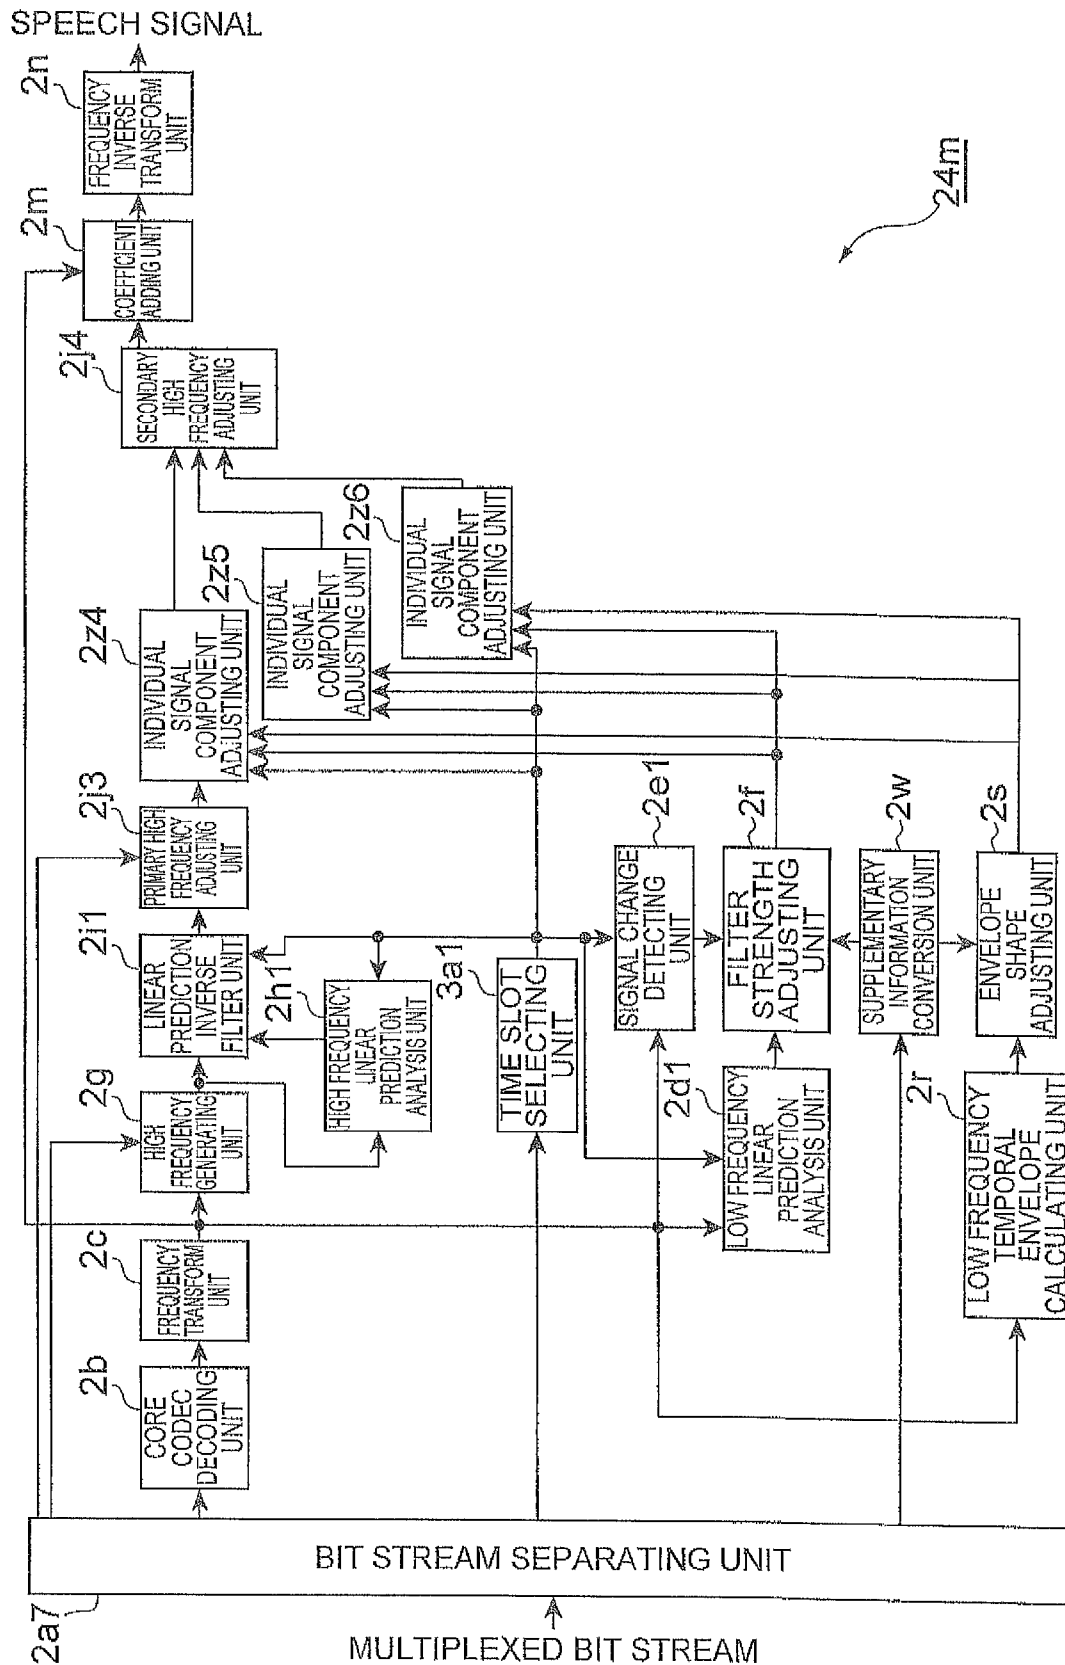 SPEECH SIGNAL
2n
FREQUENCY
INVERSE
TRANSFORM
UNIT
2m
COEFFICIENT
ADDING UNIT
2j4
SECONDARY
HIGH
FREQUENCY
ADJUSTING
UNIT
2z4
INDIVIDUAL
SIGNAL
COMPONENT
ADJUSTING UNIT
2z5
INDIVIDUAL
SIGNAL
COMPONENT
ADJUSTING UNIT
2z6
INDIVIDUAL
SIGNAL
COMPONENT
ADJUSTING UNIT
24m
2j3
PRIMARY HIGH
FREQUENCY
ADJUSTING
UNIT
2i1
LINEAR
PREDICTION
INVERSE
FILTER UNIT
2h1
HIGH FREQUENCY
LINEAR
PREDICTION
ANALYSIS UNIT
3a1
TIME SLOT
SELECTING
UNIT
2e1
SIGNAL CHANGE
DETECTING
UNIT
2f
FILTER
STRENGTH
ADJUSTING
UNIT
2w
SUPPLEMENTARY
INFORMATION
CONVERSION UNIT
2s
ENVELOPE
SHAPE
ADJUSTING UNIT
2g
HIGH
FREQUENCY
GENERATING
UNIT
2d1
LOW FREQUENCY
LINEAR
PREDICTION
ANALYSIS UNIT
2r
LOW FREQUENCY
TEMPORAL
ENVELOPE
CALCULATING UNIT
2c
FREQUENCY
TRANSFORM
UNIT
2b
CORE
CODEC
DECODING
UNIT
BIT STREAM SEPARATING UNIT
2a7
MULTIPLEXED BIT STREAM